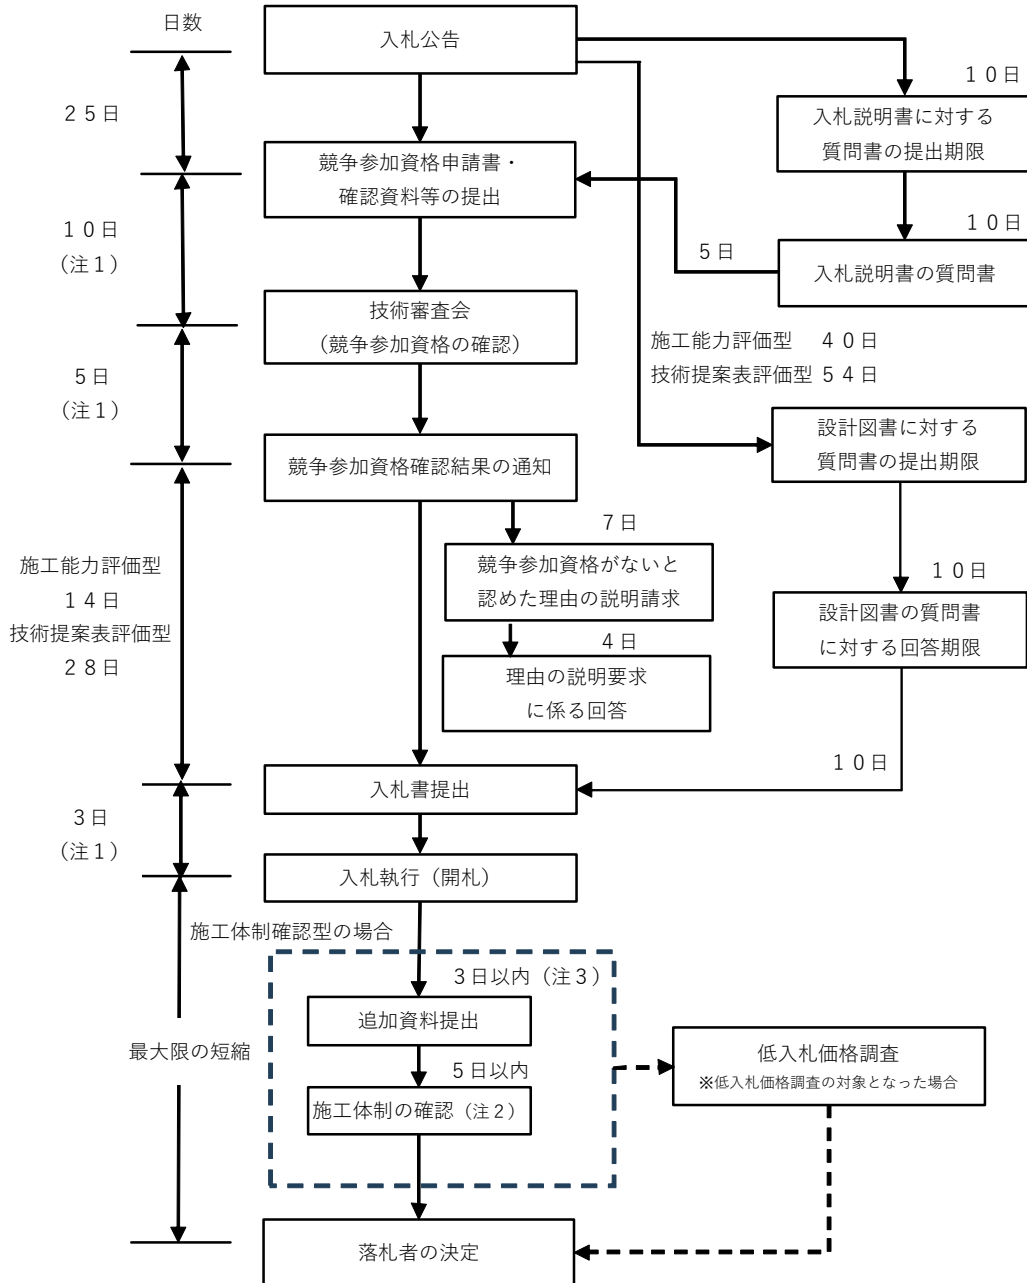 日数
入札公告
10日
25日
入札説明書に対する
質問書の提出期限
競争参加資格申請書・
確認資料等の提出
10日
（注１）
10日
5日
入札説明書の質問書
技術審査会
（競争参加資格の確認）
施工能力評価型　40日
技術提案表評価型 54日
5日
（注１）
設計図書に対する
質問書の提出期限
競争参加資格確認結果の通知
7日
競争参加資格がないと
認めた理由の説明請求
施工能力評価型
14日
技術提案表評価型
28日
10日
設計図書の質問書
に対する回答期限
4日
理由の説明要求
に係る回答
10日
入札書提出
3日
（注１）
入札執行（開札）
施工体制確認型の場合
3日以内（注３）
追加資料提出
最大限の短縮
5日以内
施工体制の確認（注２）
低入札価格調査
※低入札価格調査の対象となった場合
落札者の決定